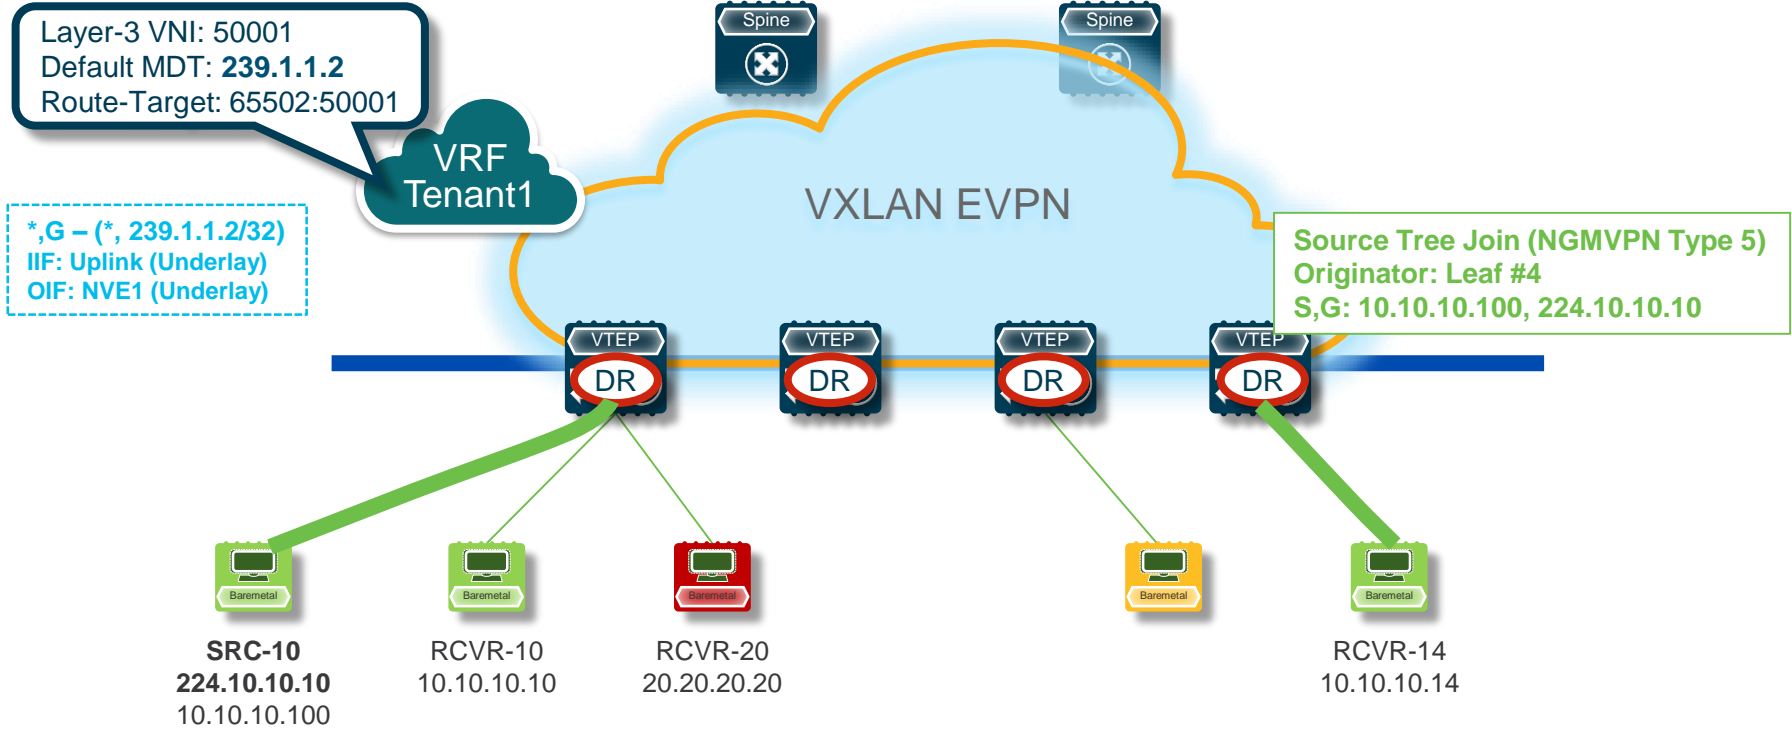 Layer-3 VNI: 50001
Default MDT: 239.1.1.2
Route-Target: 65502:50001
Spine
Spine
VRF
Tenant1
VXLAN EVPN
*,G – (*, 239.1.1.2/32)
IIF: Uplink (Underlay)
OIF: NVE1 (Underlay)
Source Tree Join (NGMVPN Type 5)
Originator: Leaf #4
S,G: 10.10.10.100, 224.10.10.10
VTEP
DR
VTEP
DR
VTEP
DR
VTEP
DR
Baremetal
Baremetal
Baremetal
Baremetal
Baremetal
SRC-10
224.10.10.10
10.10.10.100
RCVR-10
10.10.10.10
RCVR-20
20.20.20.20
RCVR-14
10.10.10.14